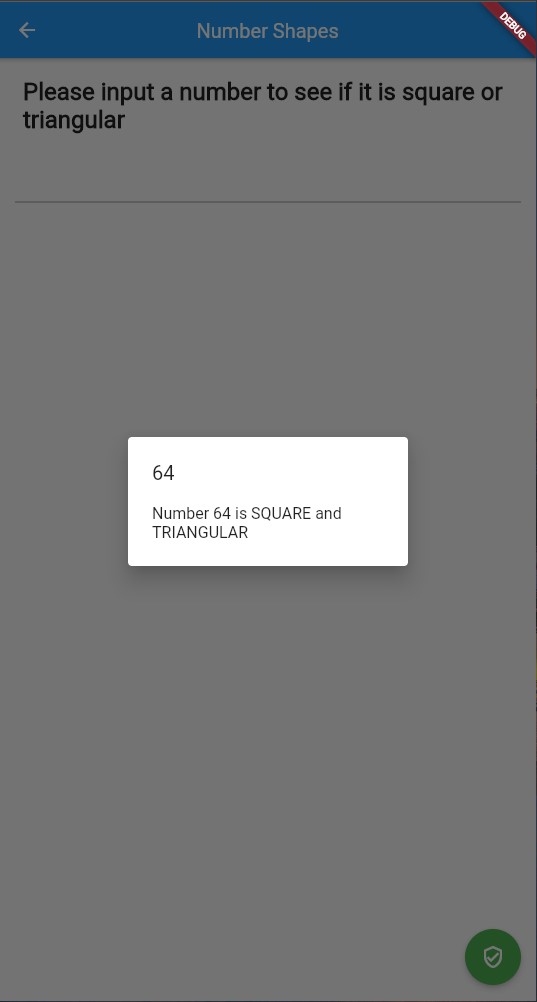 Number Shapes
DEBUG
Please input a number to see if it is square or
triangular
64
Number 64 is SQUARE and
TRIANGULAR